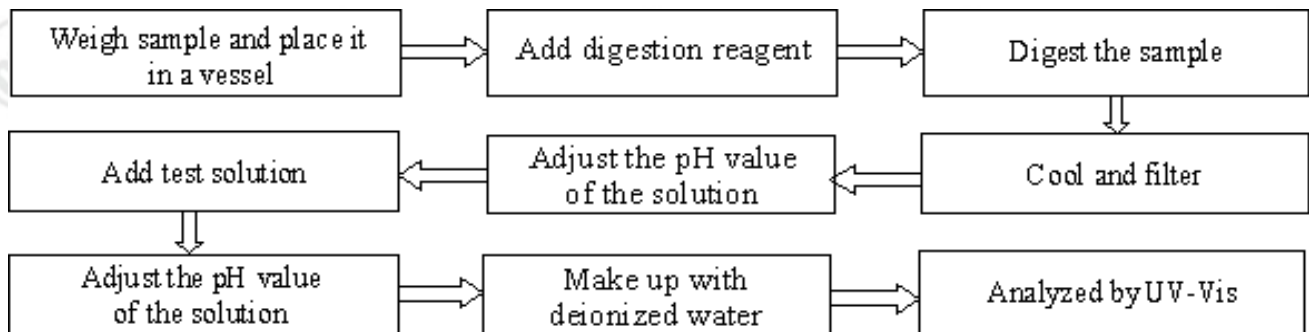 Weigh sample and place it
in a vessel
Add digestion reagent
Digest the sample
Cool and filter
Adjust the pH value
of the solution
Add test solution
Adjust the pH value
of the solution
Make up with
deionized water
Analyzed by UV-Vis